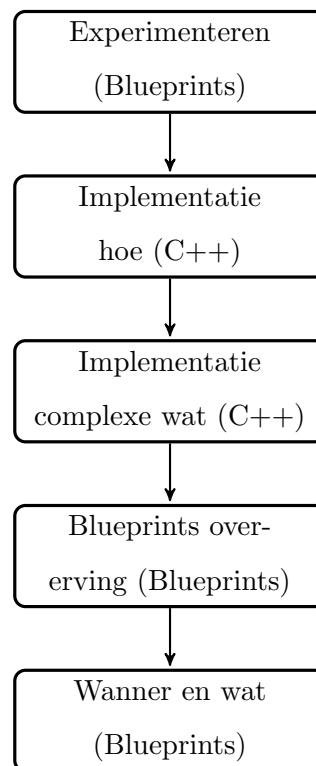 Experimenteren
(Blueprints)
Implementatie
hoe (C++)
Implementatie
complexe wat (C++)
Blueprints over-
erving (Blueprints)
Wanner en wat
(Blueprints)